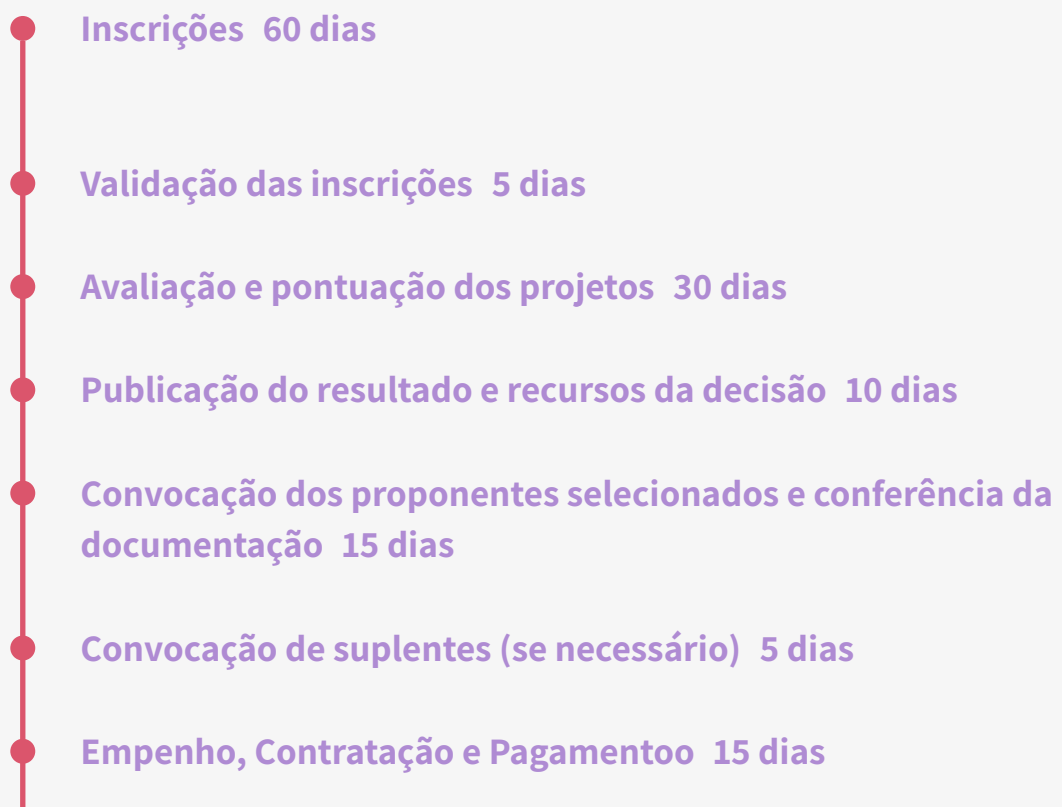 Inscrições 60 dias
Validação das inscrições 5 dias
Avaliação e pontuação dos projetos 30 dias
Publicação do resultado e recursos da decisão 10 dias
Convocação dos proponentes selecionados e conferência da
documentação 15 dias
Convocação de suplentes (se necessário) 5 dias
Empenho, Contratação e Pagamentoo 15 dias